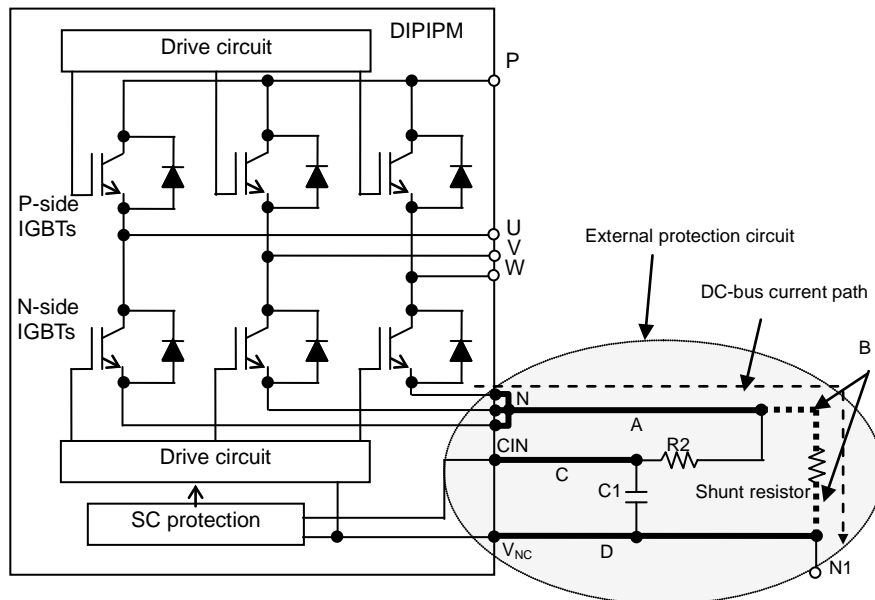 DIPIPM
Drive circuit
P
P-side
IGBTs
U
V
W
External protection circuit
DC-bus current path
N-side
IGBTs
B
N
A
CIN
R2
Drive circuit
C
C1
Shunt resistor
SC protection
VNC
D
N1